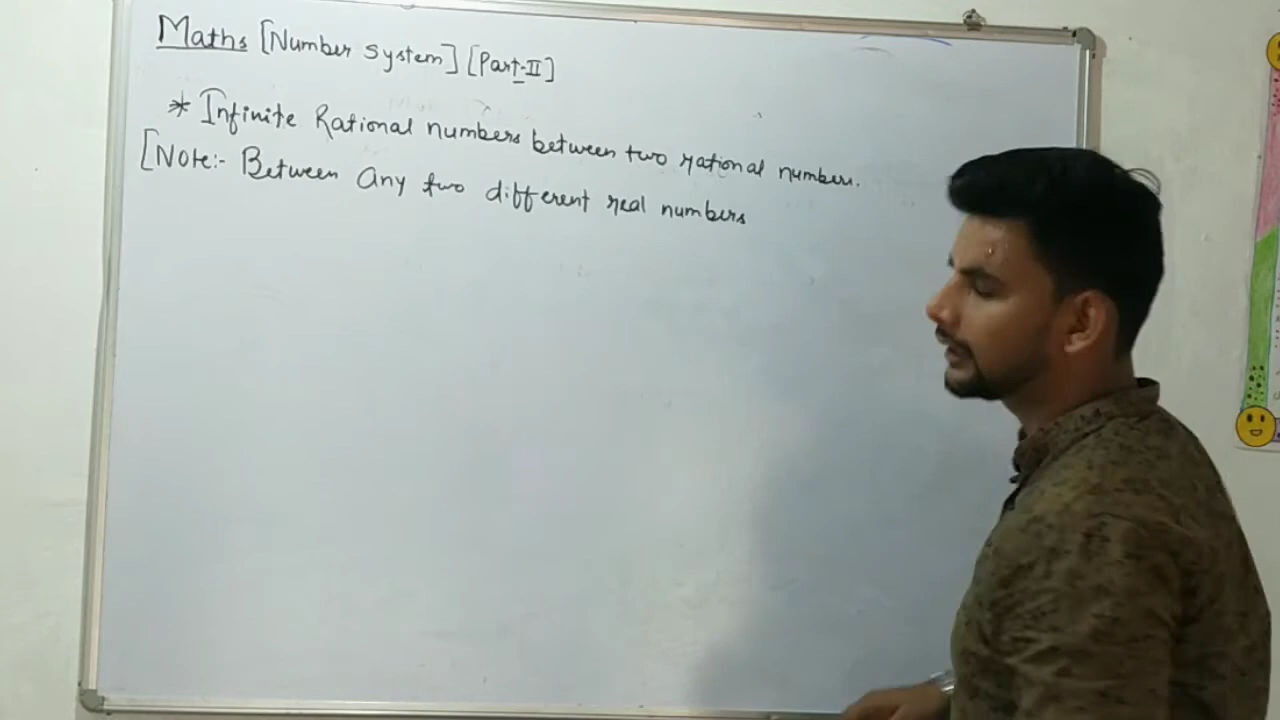 Maths [Number System] [Part-II]
* Infinite Rational numbers between two rational numbers.
[Note:- Between any two different real numbers